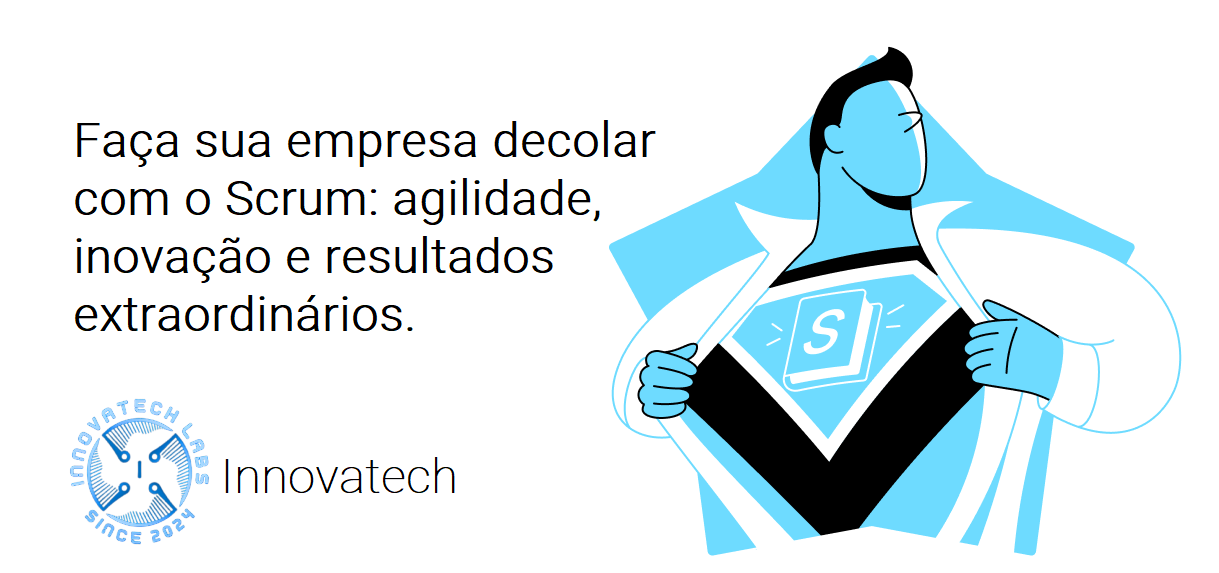 Faça sua empresa decolar
com o Scrum: agilidade,
inovação e resultados
extraordinários.
S
INNOVATECH LABS
SINCE 2024
Innovatech